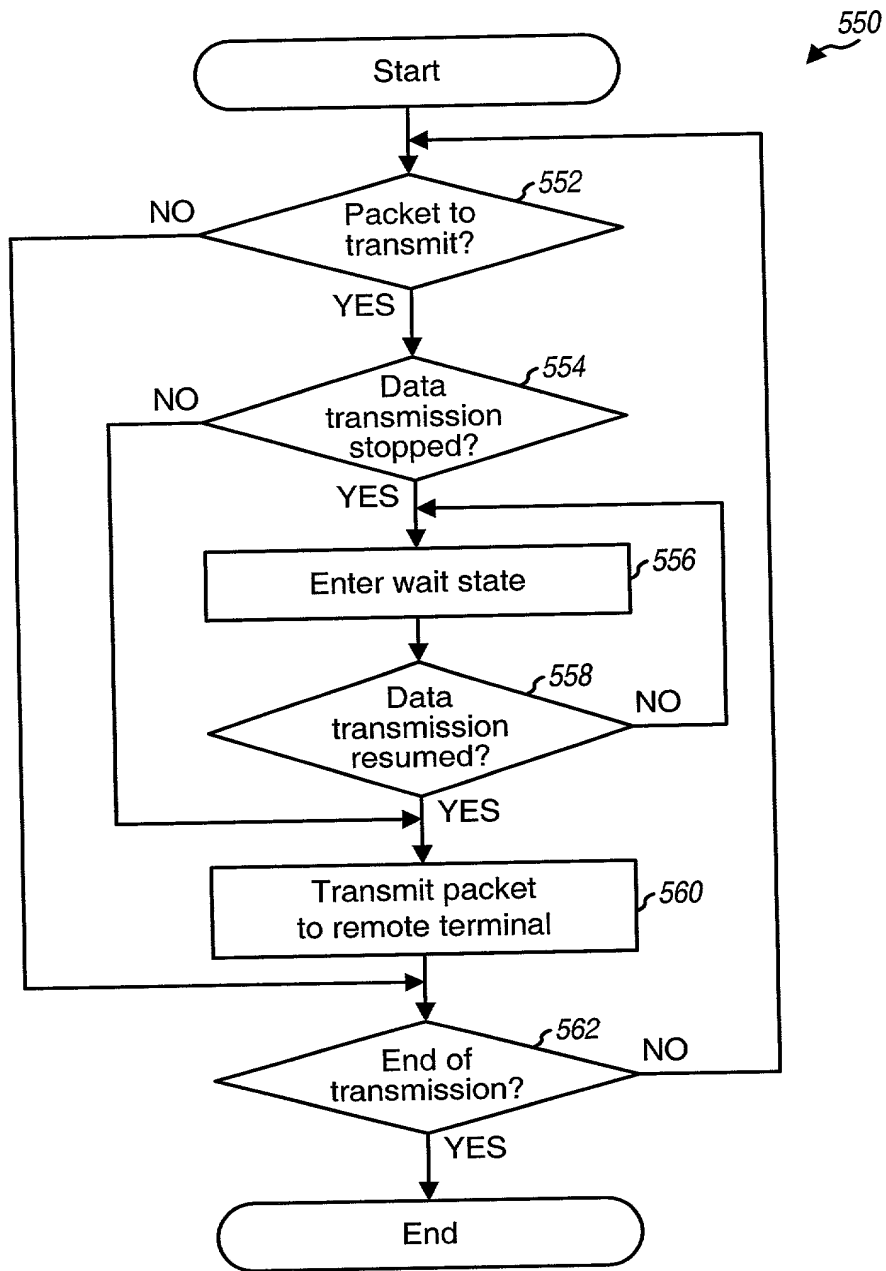 550
Start
552
NO
Packet to
transmit?
YES
554
NO
Data
transmission
stopped?
YES
Enter wait state
556
558
Data
transmission
resumed?
NO
YES
Transmit packet
to remote terminal
560
562
End of
transmission?
NO
YES
End